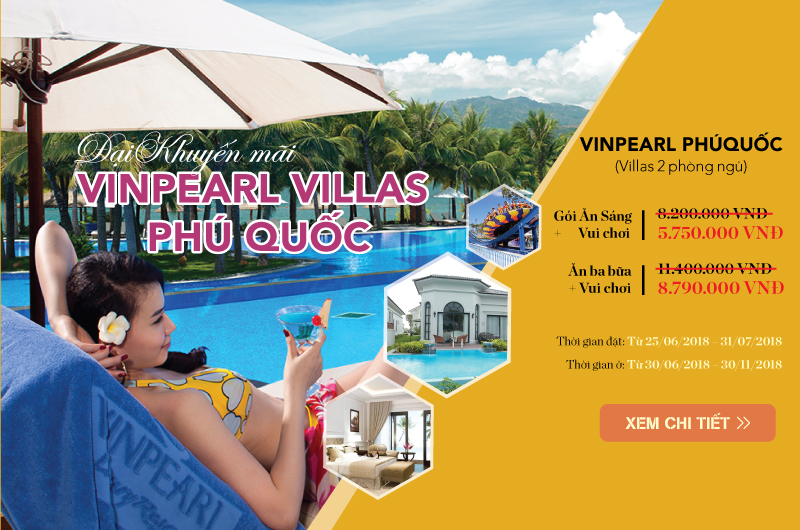 Đại Khuyến mãi
VINPEARL VILLAS
PHÚ QUỐC
VINPEARL PHÚQUỐC
(Villas 2 phòng ngủ)
Gói Ăn Sáng
+ Vui chơi
8.200.000 VNĐ
5.750.000 VNĐ
Ăn ba bữa
+ Vui chơi
11.400.000 VNĐ
8.790.000 VNĐ
Thời gian đặt: Từ 25/06/2018 – 31/07/2018
Thời gian ở: Từ 30/06/2018 – 30/11/2018
XEM CHI TIẾT >>
VINPEARL